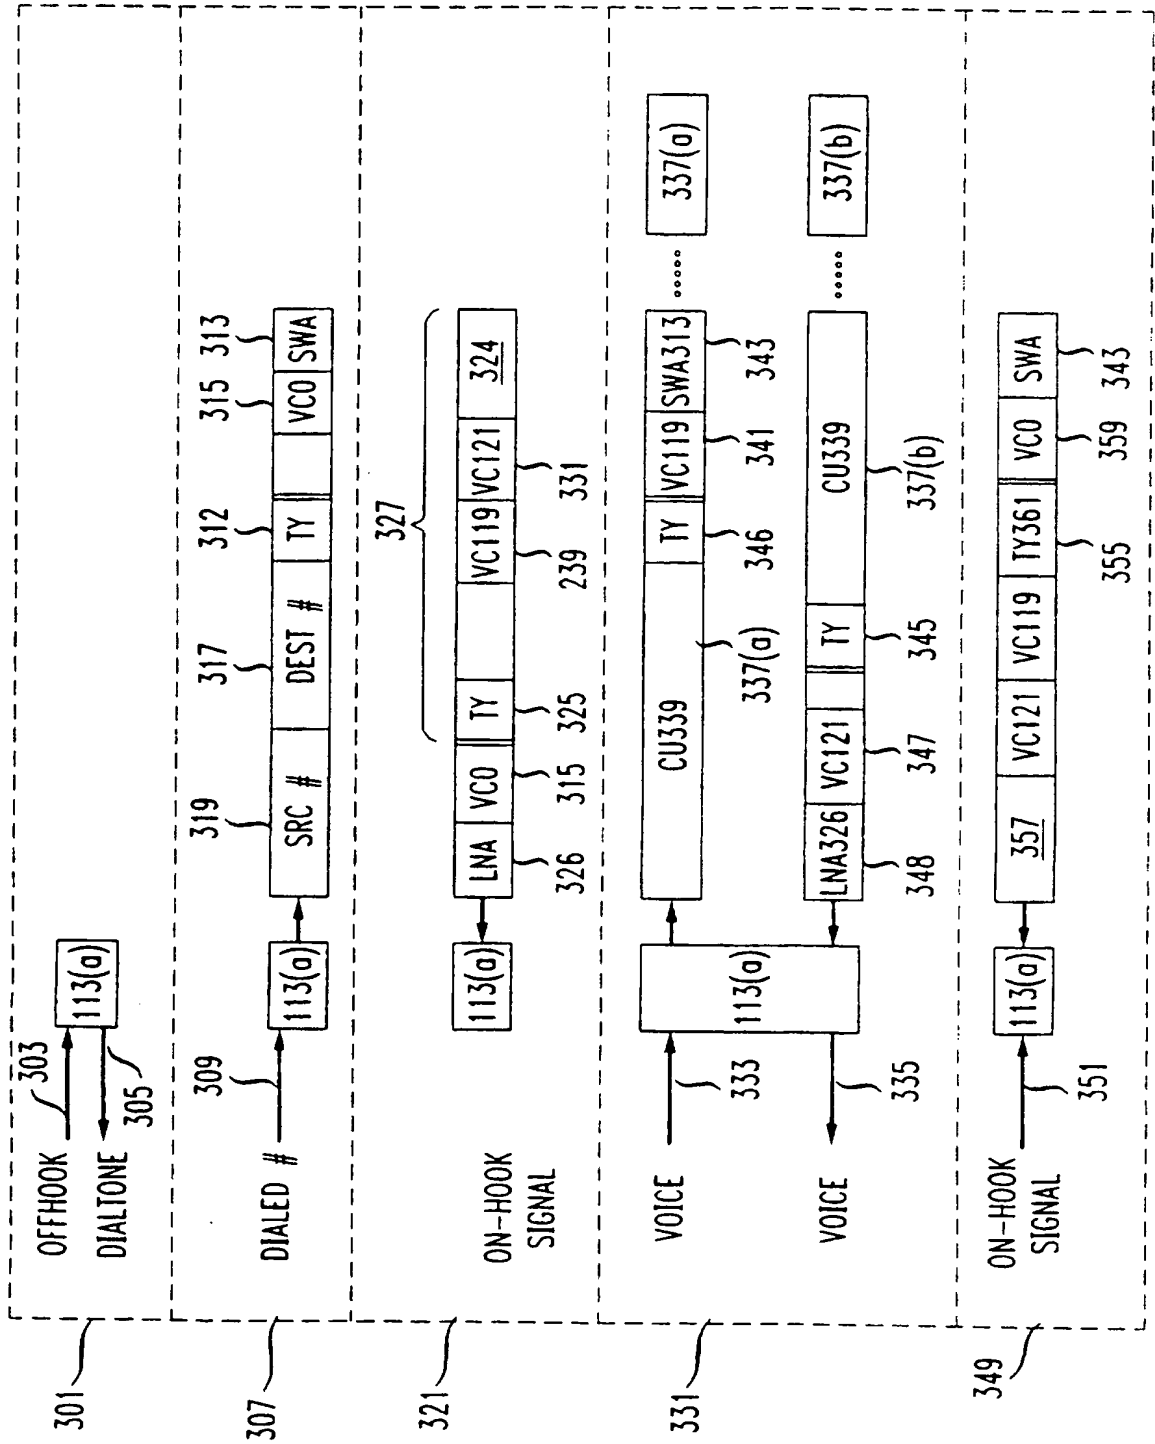 301
OFFHOOK
303
113(a)
DIALTONE
305
307
DIALED #
309
113(a)
319
317
312
315
313
SRC #
DEST #
TY
VC0
SWA
321
ON-HOOK
SIGNAL
327
113(a)
LNA
VC0
TY
VC119
VC121
324
326
315
325
239
331
331
VOICE
333
113(a)
CU339
TY
VC119
SWA313
337(a)
337(a)
346
341
343
VOICE
335
LNA326
VC121
TY
CU339
337(b)
348
347
345
337(b)
349
ON-HOOK
SIGNAL
351
113(a)
357
VC121
VC119
TY361
VC0
SWA
355
359
343